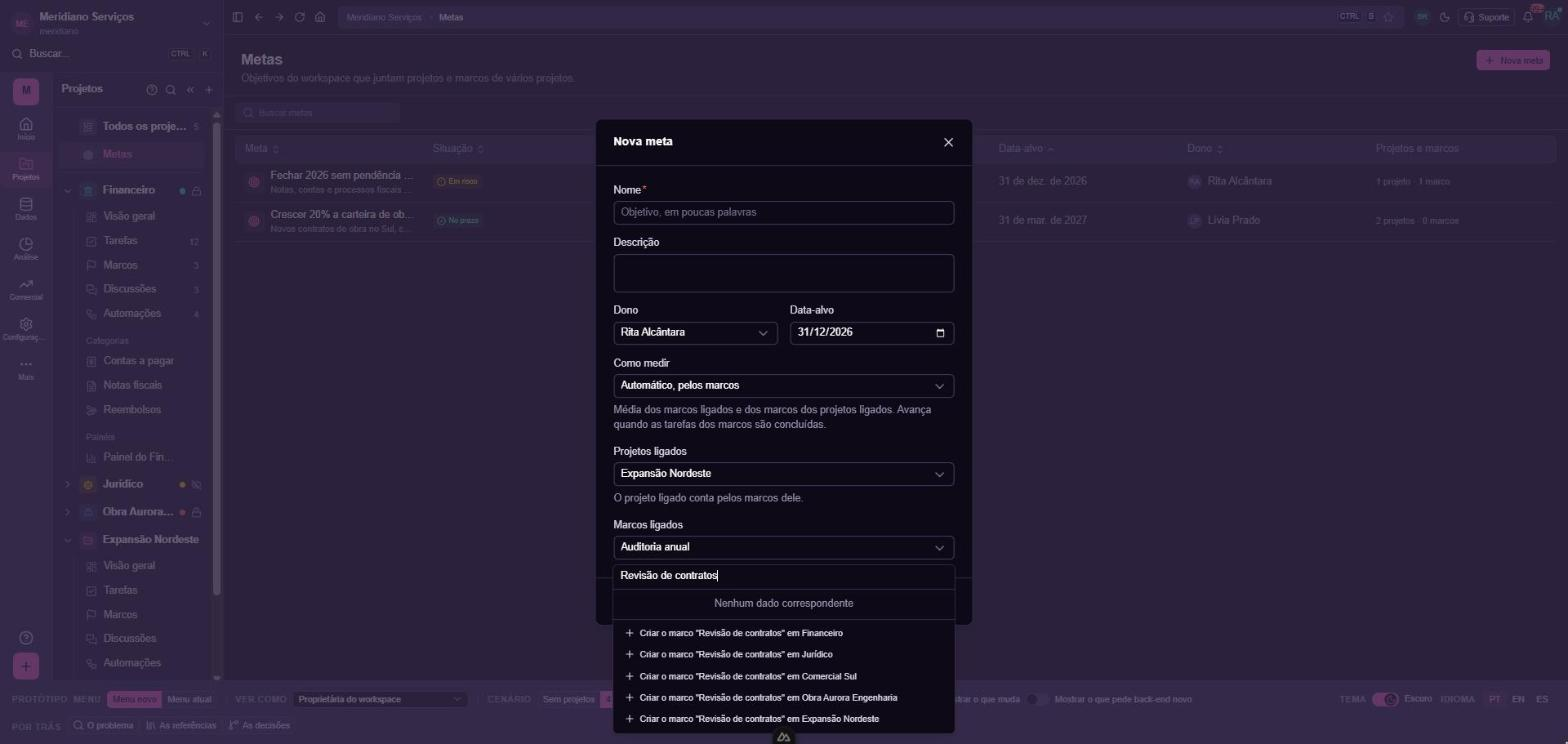 ME
Meridiano Serviços
meridiano
Buscar...
CTRL K
Meridiano Serviços
Metas
CTRL B
BR
Suporte
RA
M
Início
Projetos
Dados
Análise
Comercial
Configuraç...
Mais
Projetos
Todos os proje... 5
Metas
Financeiro
Visão geral
Tarefas 12
Marcos 3
Discussões 3
Automações 4
Categorias
Contas a pagar
Notas fiscais
Reembolsos
Painéis
Painel do Fin...
Jurídico
Obra Aurora...
Expansão Nordeste
Visão geral
Tarefas
Marcos
Discussões
Automações
Metas
Objetivos do workspace que juntam projetos e marcos de vários projetos.
Nova meta
Buscar metas
Meta Situação Data-alvo Dono Projetos e marcos
Fechar 2026 sem pendência ...
Notas, contas e processos fiscais ...
Em risco
31 de dez. de 2026
RA Rita Alcântara
1 projeto · 1 marco
Crescer 20% a carteira de ob...
Novos contratos de obra no Sul, c...
No prazo
31 de mar. de 2027
LP Lívia Prado
2 projetos · 0 marcos
Nova meta
Nome*
Objetivo, em poucas palavras
Descrição
Dono Data-alvo
Rita Alcântara 31/12/2026
Como medir
Automático, pelos marcos
Média dos marcos ligados e dos marcos dos projetos ligados. Avança
quando as tarefas dos marcos são concluídas.
Projetos ligados
Expansão Nordeste
O projeto ligado conta pelos marcos dele.
Marcos ligados
Auditoria anual
Revisão de contratos
Nenhum dado correspondente
Criar o marco "Revisão de contratos" em Financeiro
Criar o marco "Revisão de contratos" em Jurídico
Criar o marco "Revisão de contratos" em Comercial Sul
Criar o marco "Revisão de contratos" em Obra Aurora Engenharia
Criar o marco "Revisão de contratos" em Expansão Nordeste
PROTÓTIPO MENU Menu novo Menu atual VER COMO Proprietária do workspace CENÁRIO Sem projetos
strar o que muda Mostrar o que pede back-end novo TEMA Escuro IDIOMA PT EN ES
POR TRÁS O problema As referências As decisões